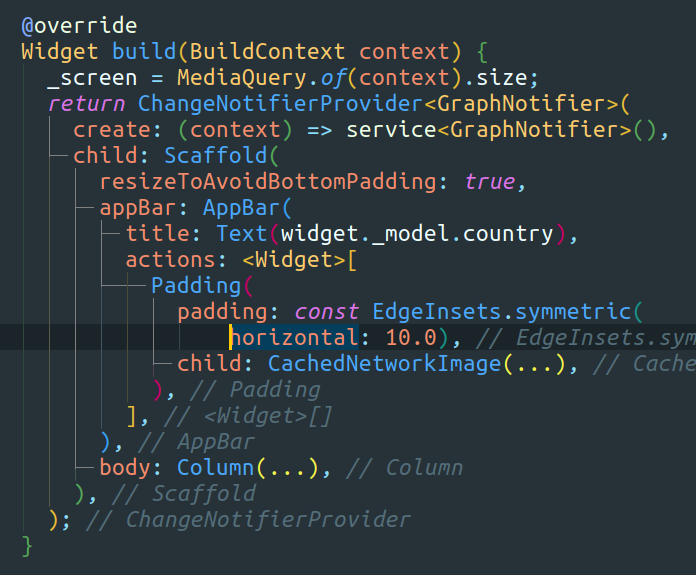 @override
Widget build(BuildContext context) {
_screen = MediaQuery.of(context).size;
return ChangeNotifierProvider<GraphNotifier>(
create: (context) => service<GraphNotifier>(),
child: Scaffold(
resizeToAvoidBottomPadding: true,
appBar: AppBar(
title: Text(widget._model.country),
actions: <Widget>[
Padding(
padding: const EdgeInsets.symmetric(
horizontal: 10.0), // EdgeInsets.sym
child: CachedNetworkImage(...), // Cache
), // Padding
], // <Widget>[]
), // AppBar
body: Column(...), // Column
), // Scaffold
); // ChangeNotifierProvider
}